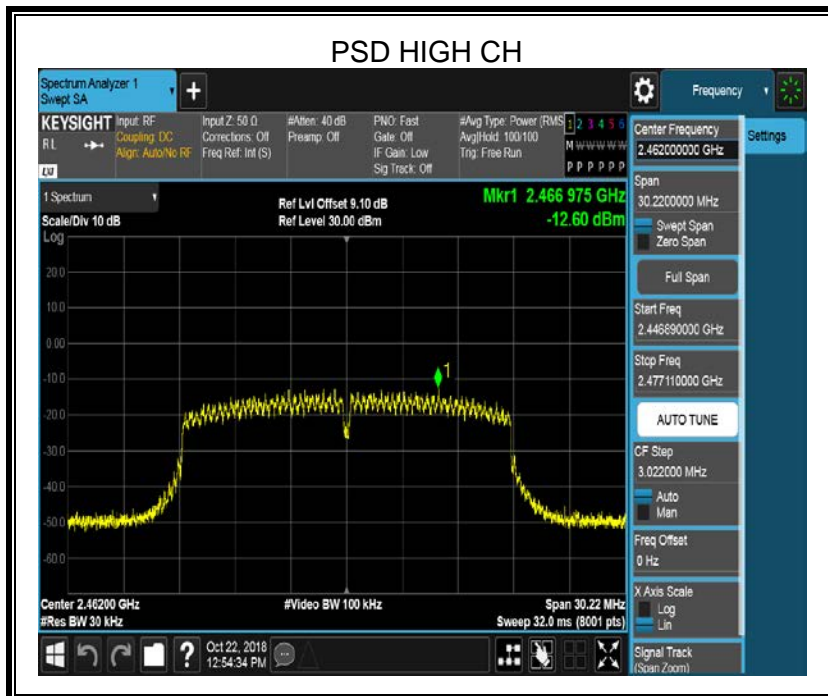 PSD HIGH CH
Spectrum Analyzer 1
Swept SA
+
Frequency
KEYSIGHT
RL
LXI
Input: RF
Coupling: DC
Align: Auto/No RF
Input Z: 50 Ω
Corrections: Off
Freq Ref: Int (S)
#Atten: 40 dB
Preamp: Off
PNO: Fast
Gate: Off
IF Gain: Low
Sig Track: Off
#Avg Type: Power (RMS
Avg|Hold: 100/100
Trig: Free Run
1 2 3 4 5 6
M W W W W W
P P P P P P
1 Spectrum
Scale/Div 10 dB
Ref Lvl Offset 9.10 dB
Ref Level 30.00 dBm
Mkr1 2.466 975 GHz
-12.60 dBm
Log
20.0
10.0
0.00
-10.0
-20.0
-30.0
-40.0
-50.0
-60.0
1
Center 2.46200 GHz
#Res BW 30 kHz
#Video BW 100 kHz
Span 30.22 MHz
Sweep 32.0 ms (8001 pts)
?
Oct 22, 2018
12:54:34 PM
Center Frequency
2.462000000 GHz
Settings
Span
30.2200000 MHz
Swept Span
Zero Span
Full Span
Start Freq
2.446890000 GHz
Stop Freq
2.477110000 GHz
AUTO TUNE
CF Step
3.022000 MHz
Auto
Man
Freq Offset
0 Hz
X Axis Scale
Log
Lin
Signal Track
(Span Zoom)